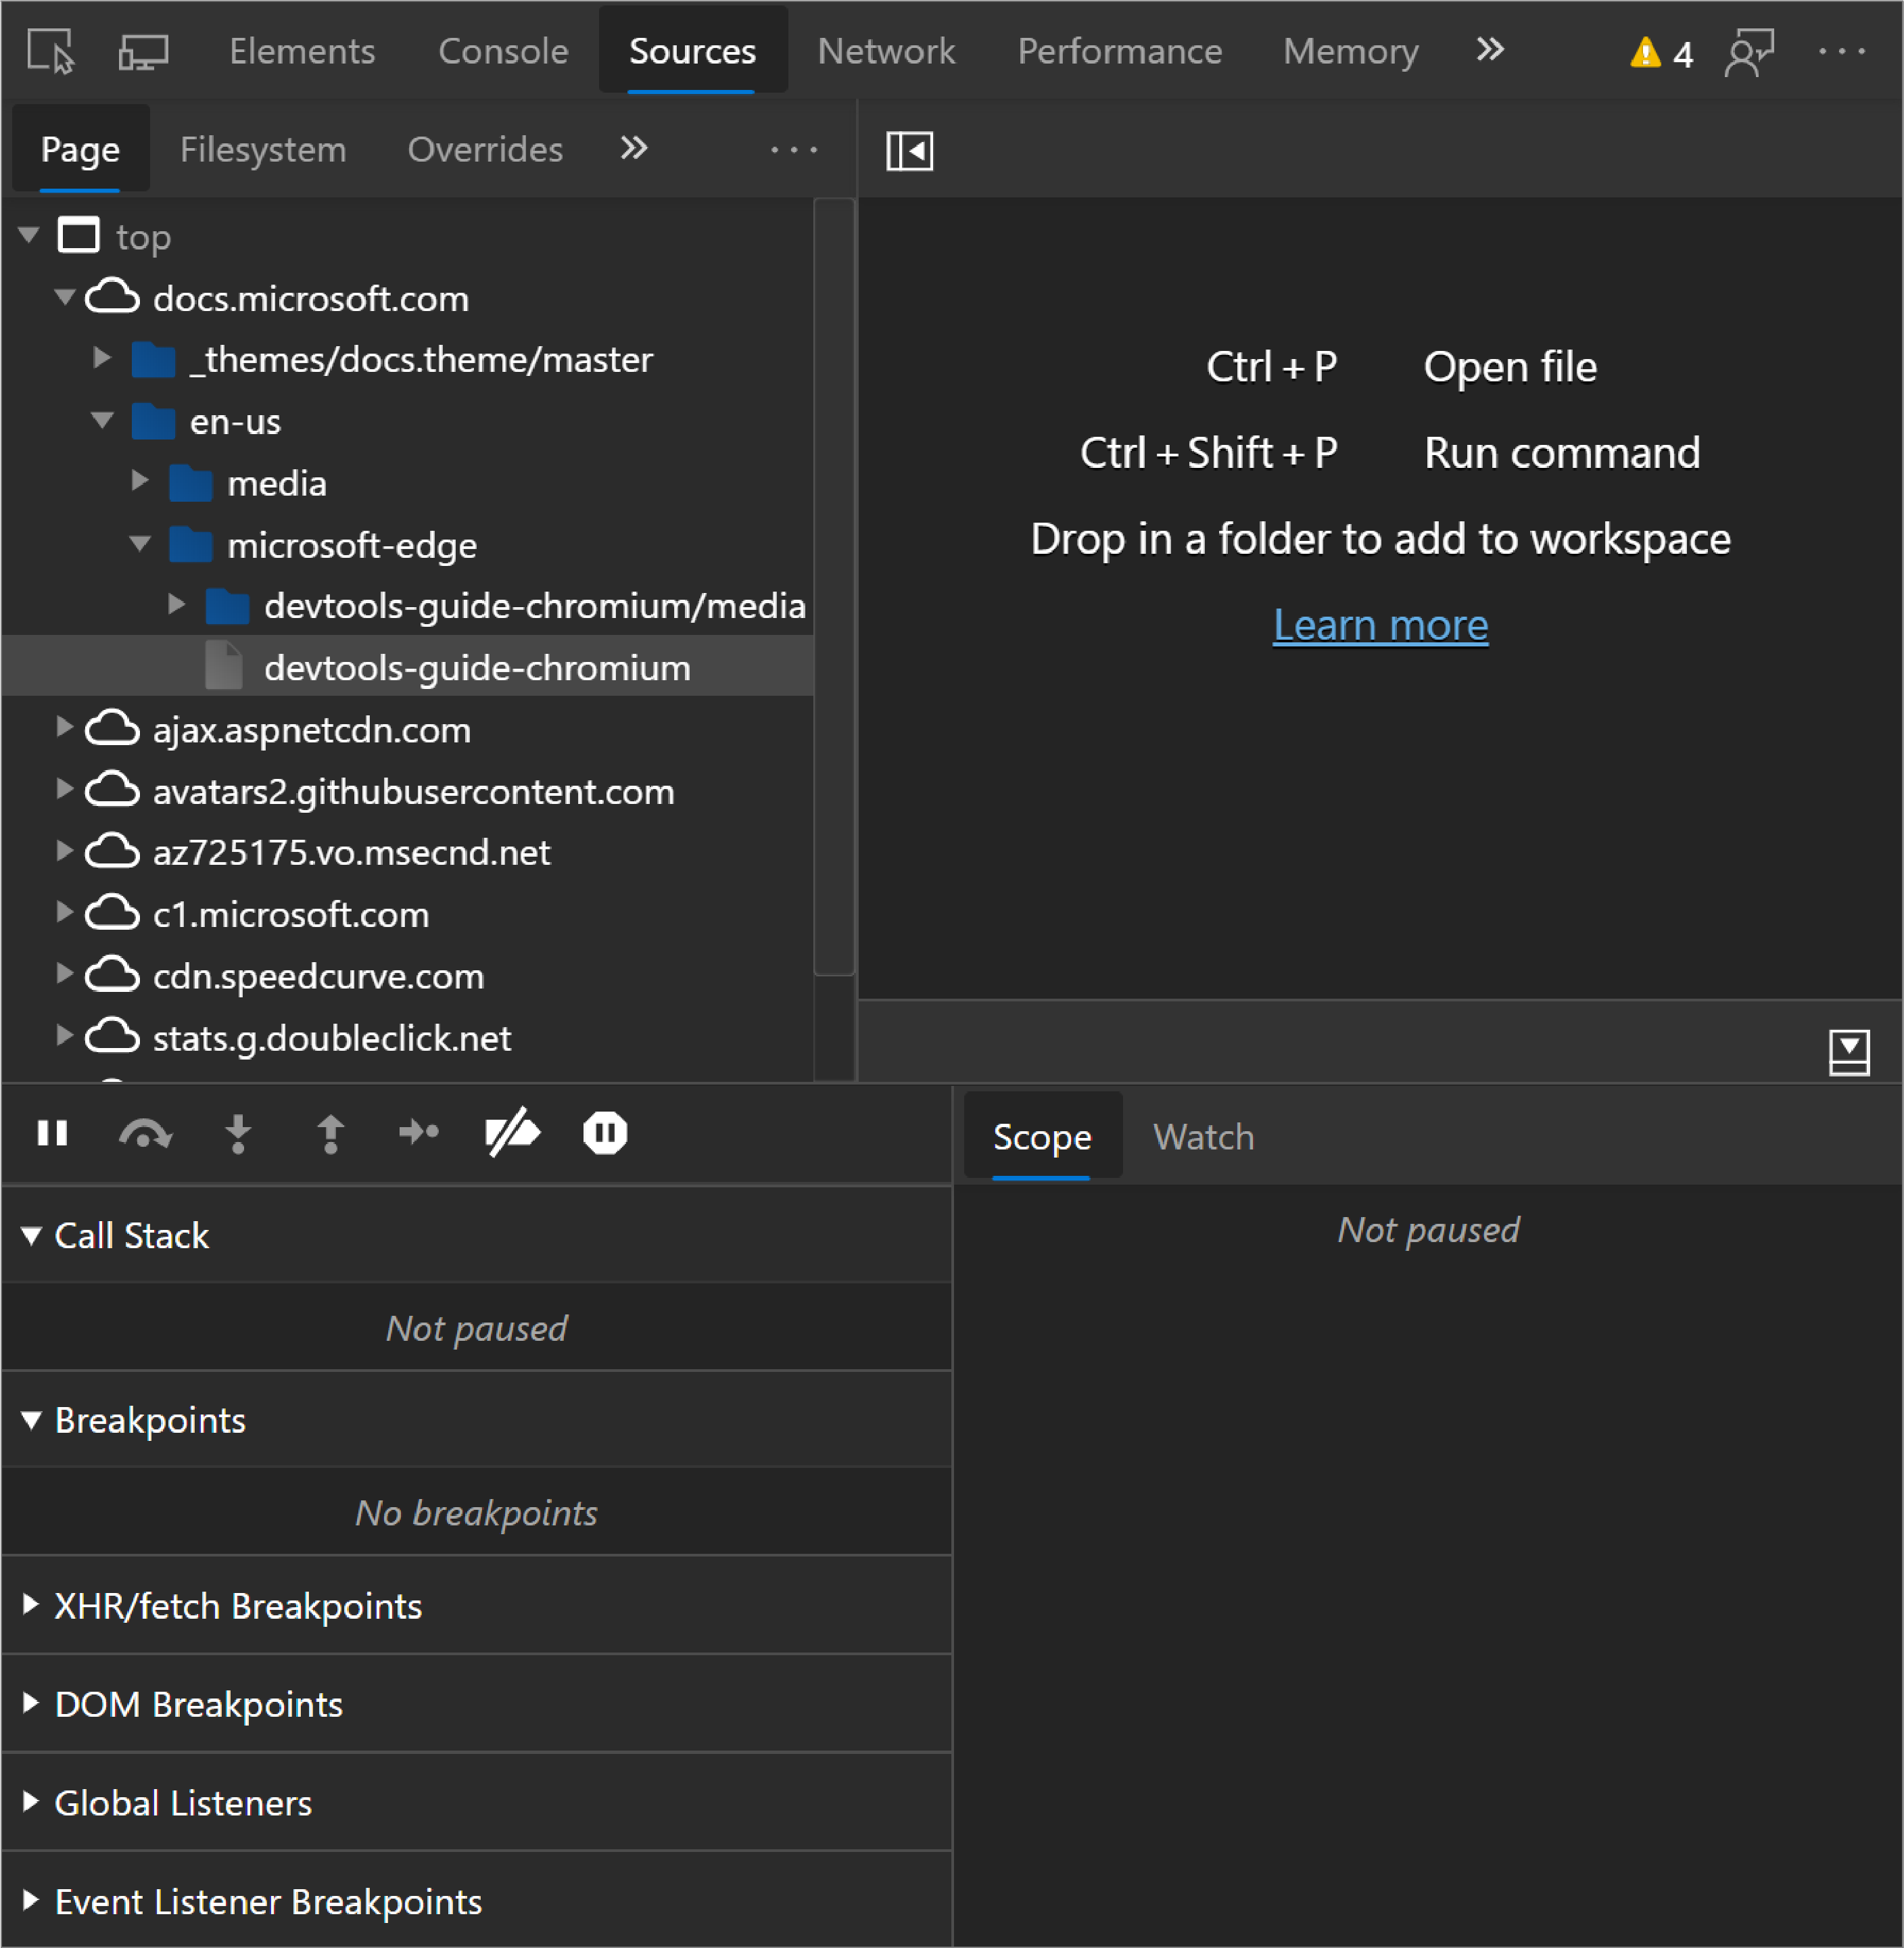 Elements Console Sources Network Performance Memory 4
Page Filesystem Overrides
top
docs.microsoft.com
_themes/docs.theme/master
en-us
media
microsoft-edge
devtools-guide-chromium/media
devtools-guide-chromium
ajax.aspnetcdn.com
avatars2.githubusercontent.com
az725175.vo.msecnd.net
c1.microsoft.com
cdn.speedcurve.com
stats.g.doubleclick.net
Ctrl + P Open file
Ctrl + Shift + P Run command
Drop in a folder to add to workspace
Learn more
Call Stack
Not paused
Breakpoints
No breakpoints
XHR/fetch Breakpoints
DOM Breakpoints
Global Listeners
Event Listener Breakpoints
Scope Watch
Not paused